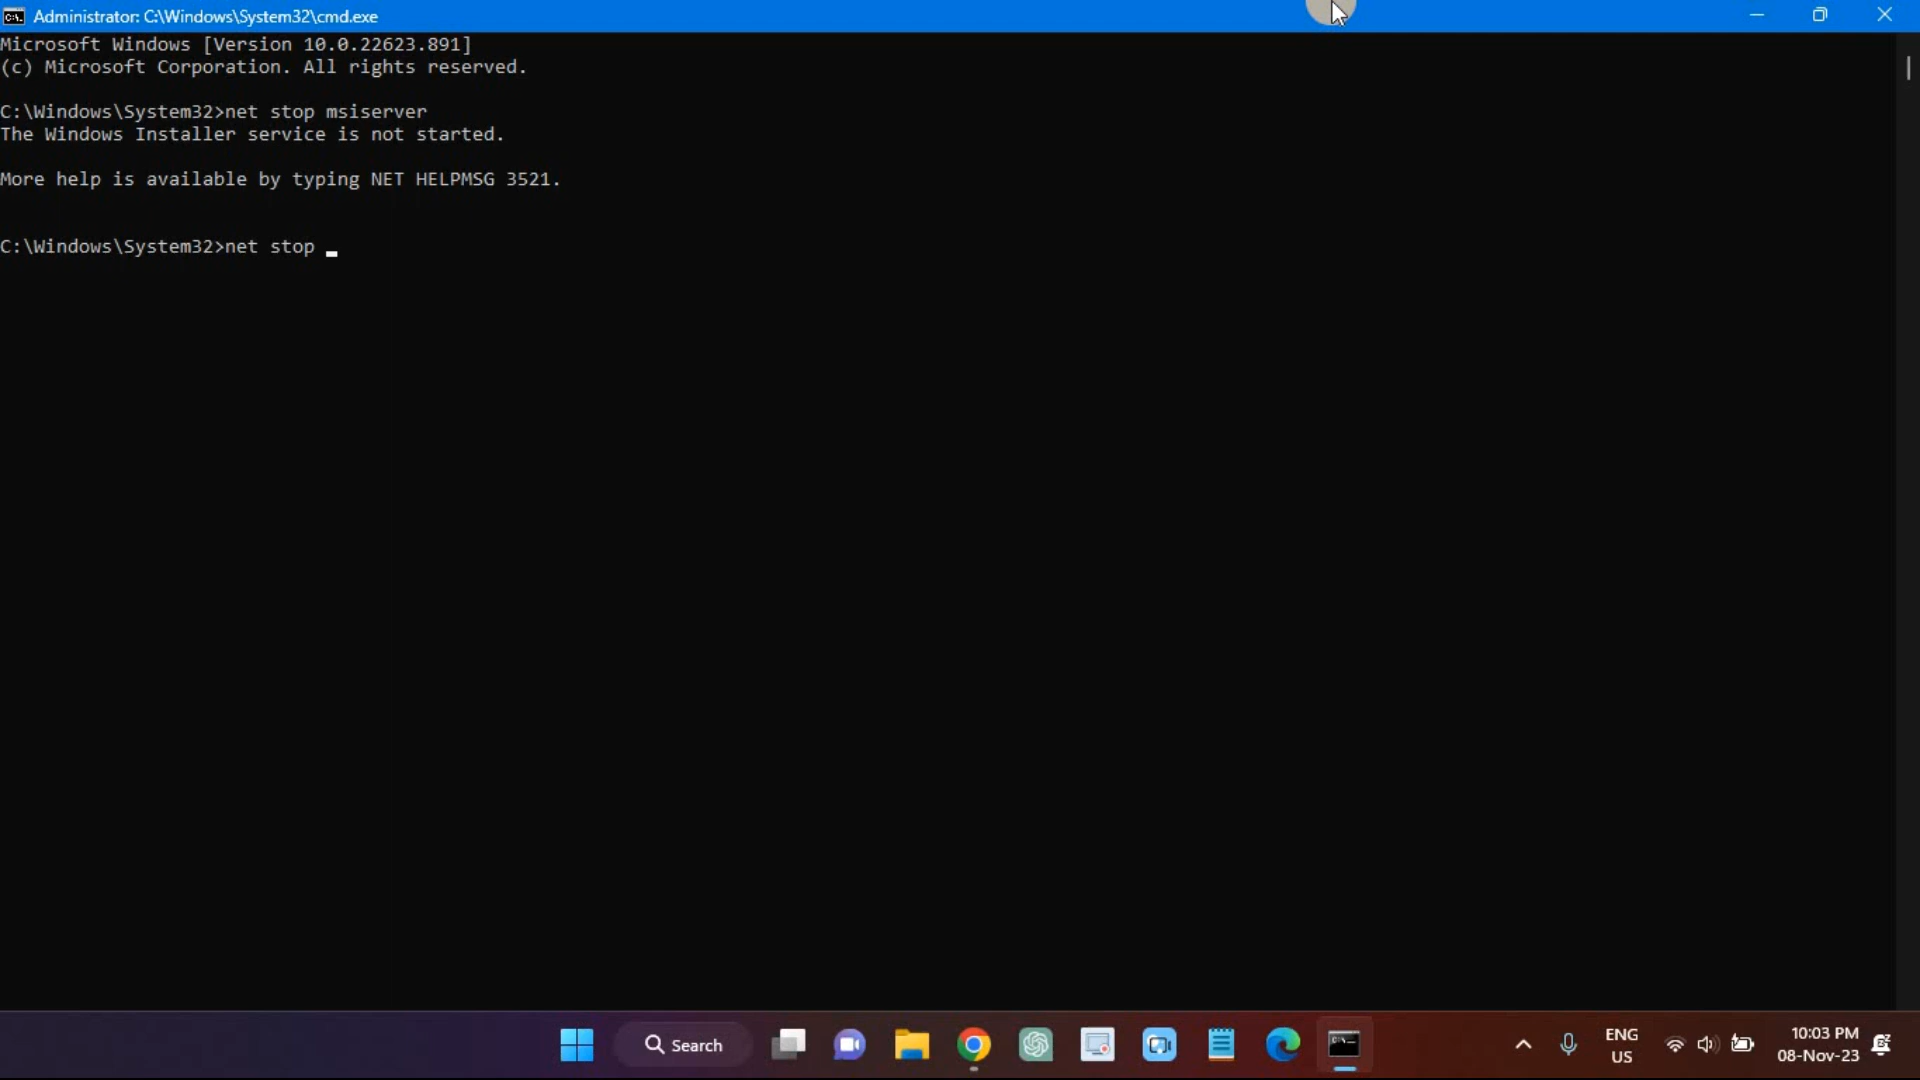 Administrator: C:\Windows\System32\cmd.exe
Microsoft Windows [Version 10.0.22623.891]
(c) Microsoft Corporation. All rights reserved.
C:\Windows\System32>net stop msiserver
The Windows Installer service is not started.
More help is available by typing NET HELPMSG 3521.
C:\Windows\System32>net stop _
Search
ENG
US
10:03 PM
08-Nov-23